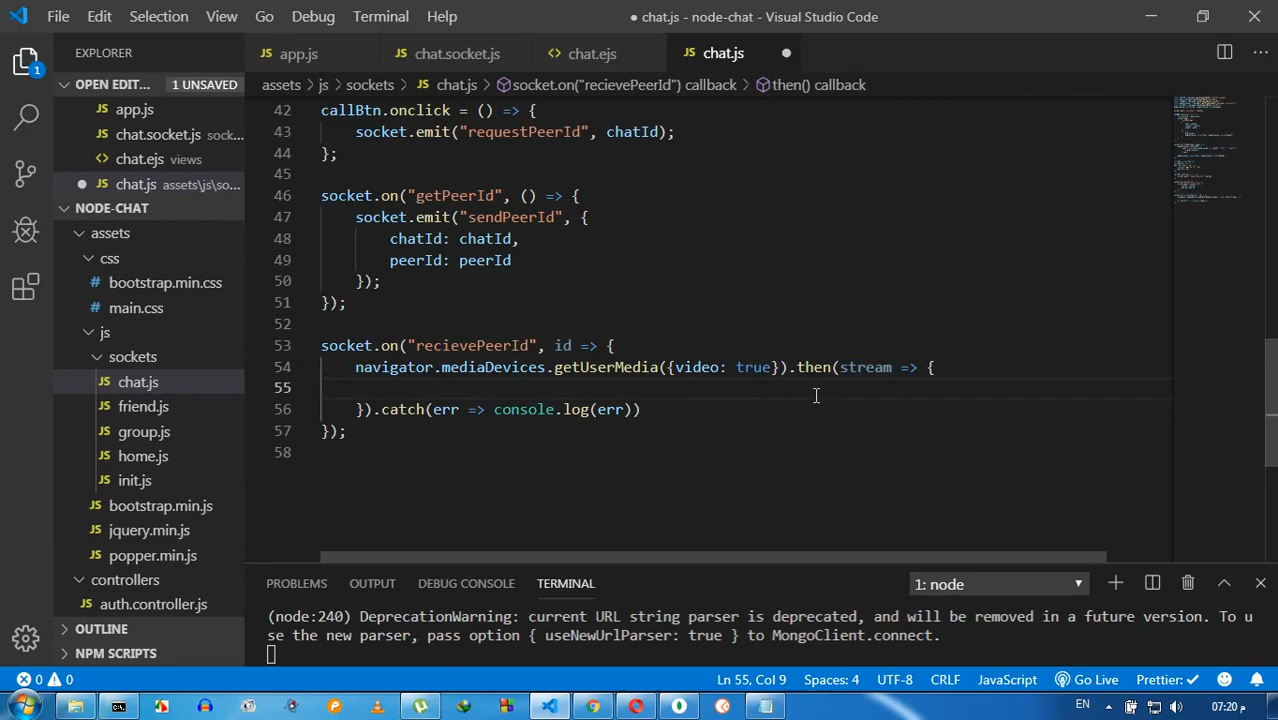 File Edit Selection View Go Debug Terminal Help
● chat.js - node-chat - Visual Studio Code
EXPLORER
JS app.js
JS chat.socket.js
<> chat.ejs
JS chat.js ●
OPEN EDIT... 1 UNSAVED
assets > js > sockets > JS chat.js > socket.on("recievePeerId") callback > then() callback
1
JS app.js
JS chat.socket.js sock...
<> chat.ejs views
● JS chat.js assets\js\so...
NODE-CHAT
assets
css
# bootstrap.min.css
# main.css
js
sockets
JS chat.js
JS friend.js
JS group.js
JS home.js
JS init.js
JS bootstrap.min.js
JS jquery.min.js
JS popper.min.js
controllers
JS auth.controller.js
OUTLINE
NPM SCRIPTS
42 callBtn.onclick = () => {
43 socket.emit("requestPeerId", chatId);
44 };
45
46 socket.on("getPeerId", () => {
47 socket.emit("sendPeerId", {
48 chatId: chatId,
49 peerId: peerId
50 });
51 });
52
53 socket.on("recievePeerId", id => {
54 navigator.mediaDevices.getUserMedia({video: true}).then(stream => {
55
56 }).catch(err => console.log(err))
57 });
58
PROBLEMS OUTPUT DEBUG CONSOLE TERMINAL
1: node
(node:240) DeprecationWarning: current URL string parser is deprecated, and will be removed in a future version. To u
se the new parser, pass option { useNewUrlParser: true } to MongoClient.connect.
0 0
Ln 55, Col 9 Spaces: 4 UTF-8 CRLF JavaScript Go Live Prettier: ✓
EN
07:20 م